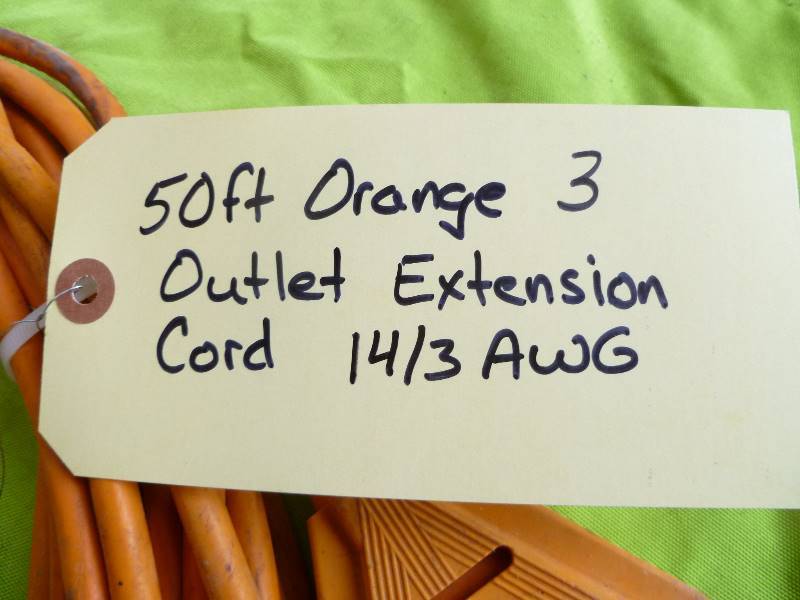 50ft Orange 3
Outlet Extension
Cord 14/3 AWG